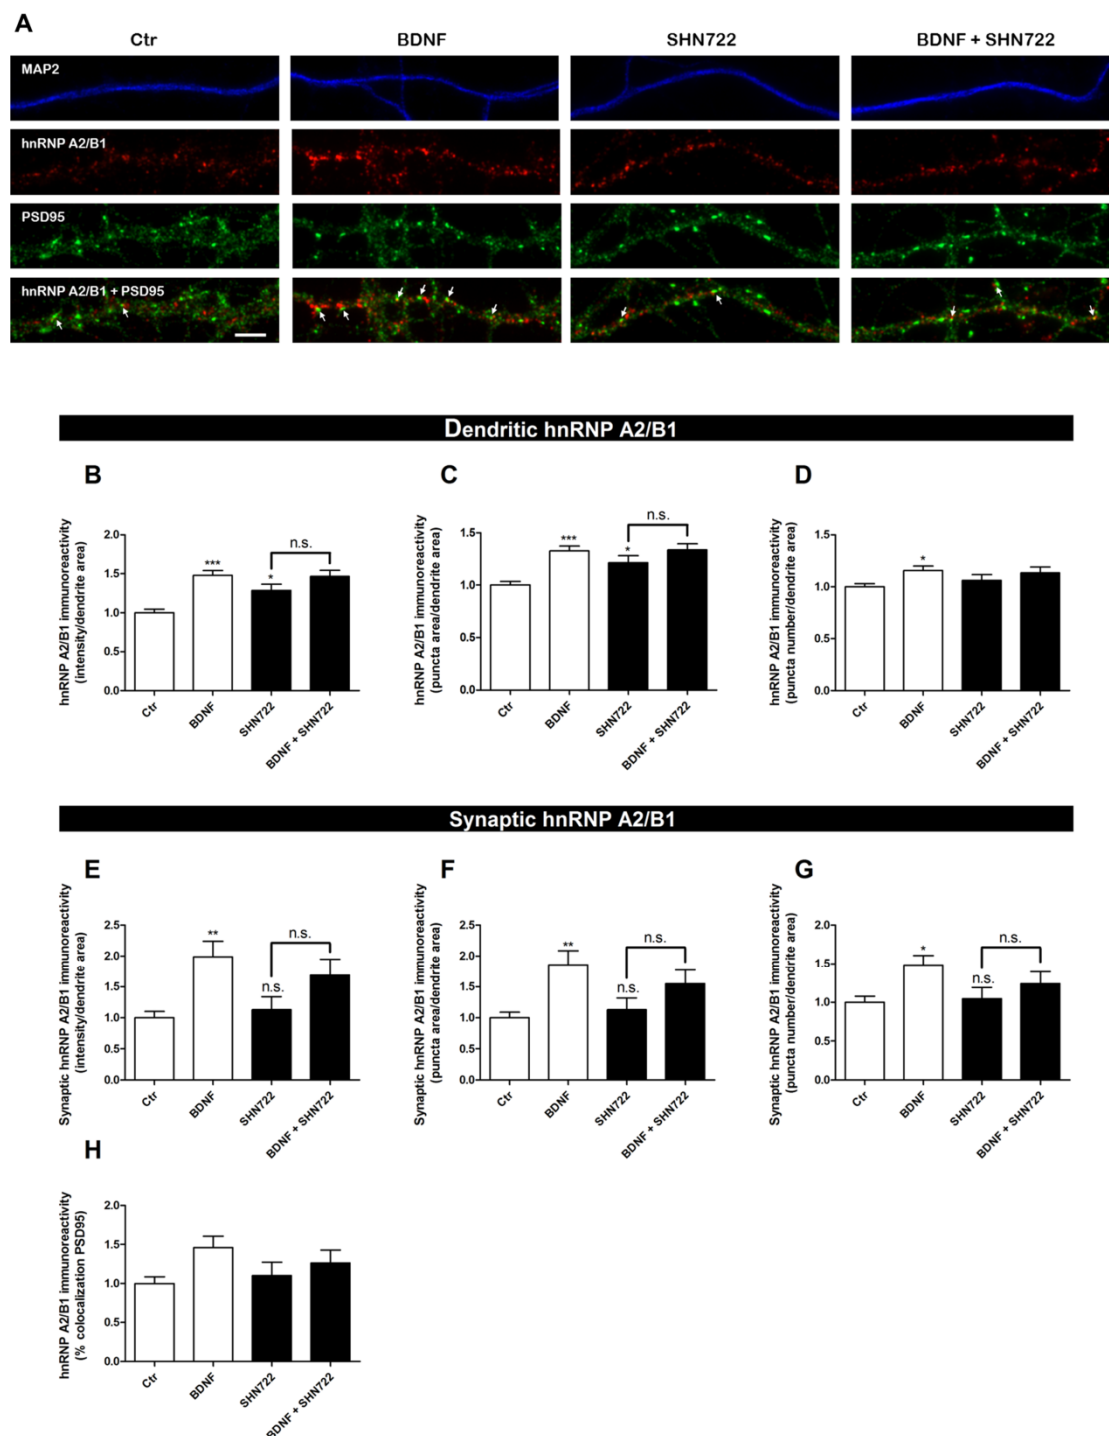 A
Ctr BDNF SHN722 BDNF + SHN722
MAP2
hnRNP A2/B1
PSD95
hnRNP A2/B1 + PSD95
Dendritic hnRNP A2/B1
B
hnRNP A2/B1 immunoreactivity
(intensity/dendrite area)
2.0
1.5
1.0
0.5
0.0
***
*
n.s.
Ctr
BDNF
SHN722
BDNF + SHN722
C
hnRNP A2/B1 immunoreactivity
(puncta area/dendrite area)
1.5
1.0
0.5
0.0
***
*
n.s.
Ctr
BDNF
SHN722
BDNF + SHN722
D
hnRNP A2/B1 immunoreactivity
(puncta number/dendrite area)
1.5
1.0
0.5
0.0
*
Ctr
BDNF
SHN722
BDNF + SHN722
Synaptic hnRNP A2/B1
E
Synaptic hnRNP A2/B1 immunoreactivity
(intensity/dendrite area)
2.5
2.0
1.5
1.0
0.5
0.0
**
n.s.
n.s.
Ctr
BDNF
SHN722
BDNF + SHN722
F
Synaptic hnRNP A2/B1 immunoreactivity
(puncta area/dendrite area)
2.5
2.0
1.5
1.0
0.5
0.0
**
n.s.
n.s.
Ctr
BDNF
SHN722
BDNF + SHN722
G
Synaptic hnRNP A2/B1 immunoreactivity
(puncta number/dendrite area)
2.0
1.5
1.0
0.5
0.0
*
n.s.
n.s.
Ctr
BDNF
SHN722
BDNF + SHN722
H
hnRNP A2/B1 immunoreactivity
(% colocalization PSD95)
2.0
1.5
1.0
0.5
0.0
Ctr
BDNF
SHN722
BDNF + SHN722